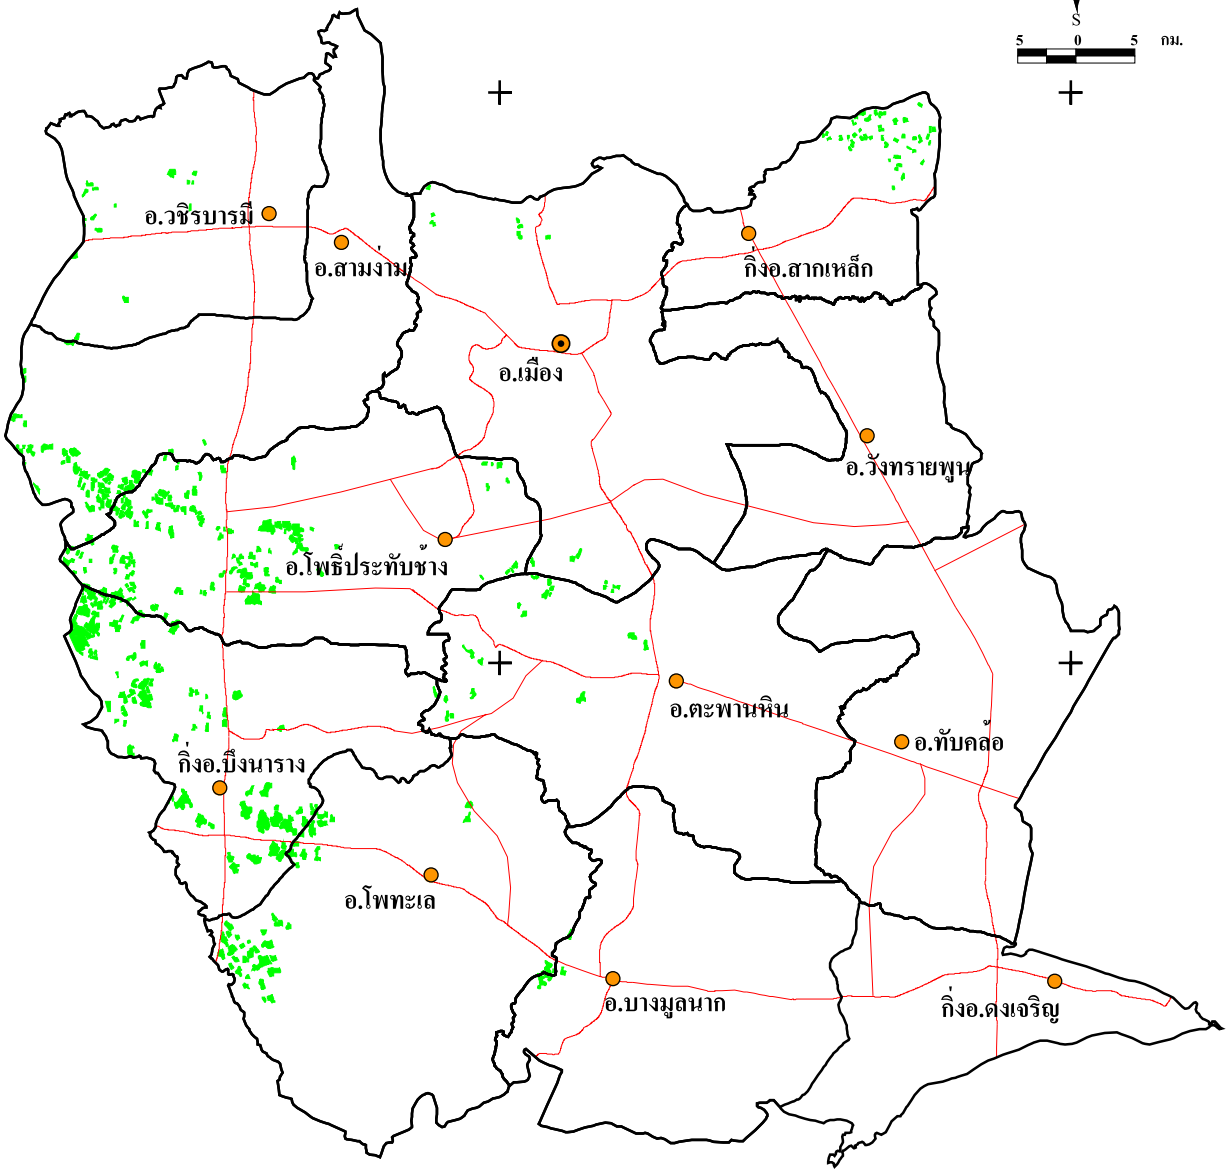 S
5 0 5 กม.
อ.วชิรบารมี
อ.สามง่าม
กิ่งอ.สากเหล็ก
อ.เมือง
อ.วังทรายพูน
อ.โพธิ์ประทับช้าง
อ.ตะพานหิน
อ.ทับคล้อ
กิ่งอ.บึงนาราง
อ.โพทะเล
อ.บางมูลนาก
กิ่งอ.ดงเจริญ